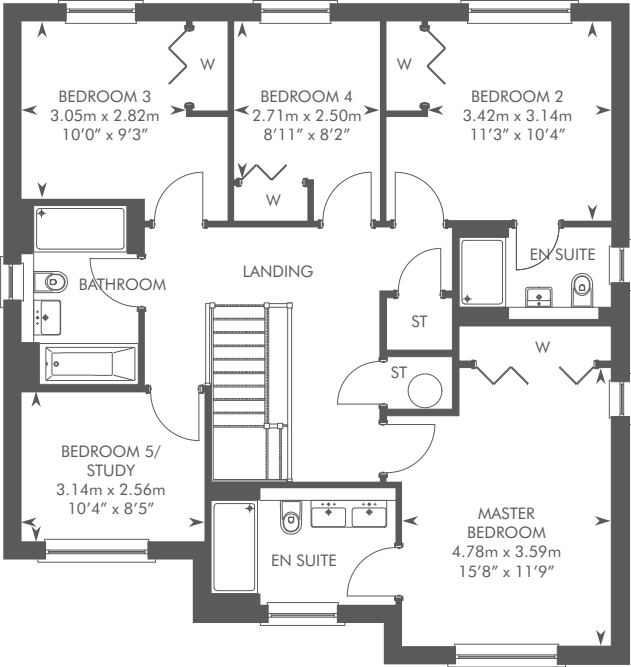 BEDROOM 3
3.05m x 2.82m
10’0” x 9’3”
W
BEDROOM 4
2.71m x 2.50m
8’11” x 8’2”
W
W
BEDROOM 2
3.42m x 3.14m
11’3” x 10’4”
EN SUITE
BATHROOM
LANDING
ST
ST
W
BEDROOM 5/
STUDY
3.14m x 2.56m
10’4” x 8’5”
EN SUITE
MASTER
BEDROOM
4.78m x 3.59m
15’8” x 11’9”